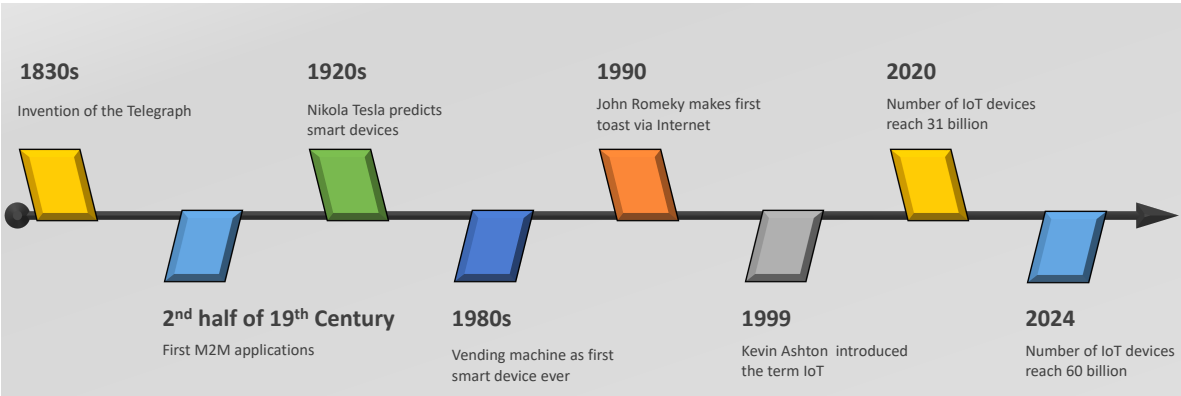 1830s
Invention of the Telegraph
2nd half of 19th Century
First M2M applications
1920s
Nikola Tesla predicts
smart devices
1980s
Vending machine as first
smart device ever
1990
John Romeky makes first
toast via Internet
1999
Kevin Ashton introduced
the term IoT
2020
Number of IoT devices
reach 31 billion
2024
Number of IoT devices
reach 60 billion